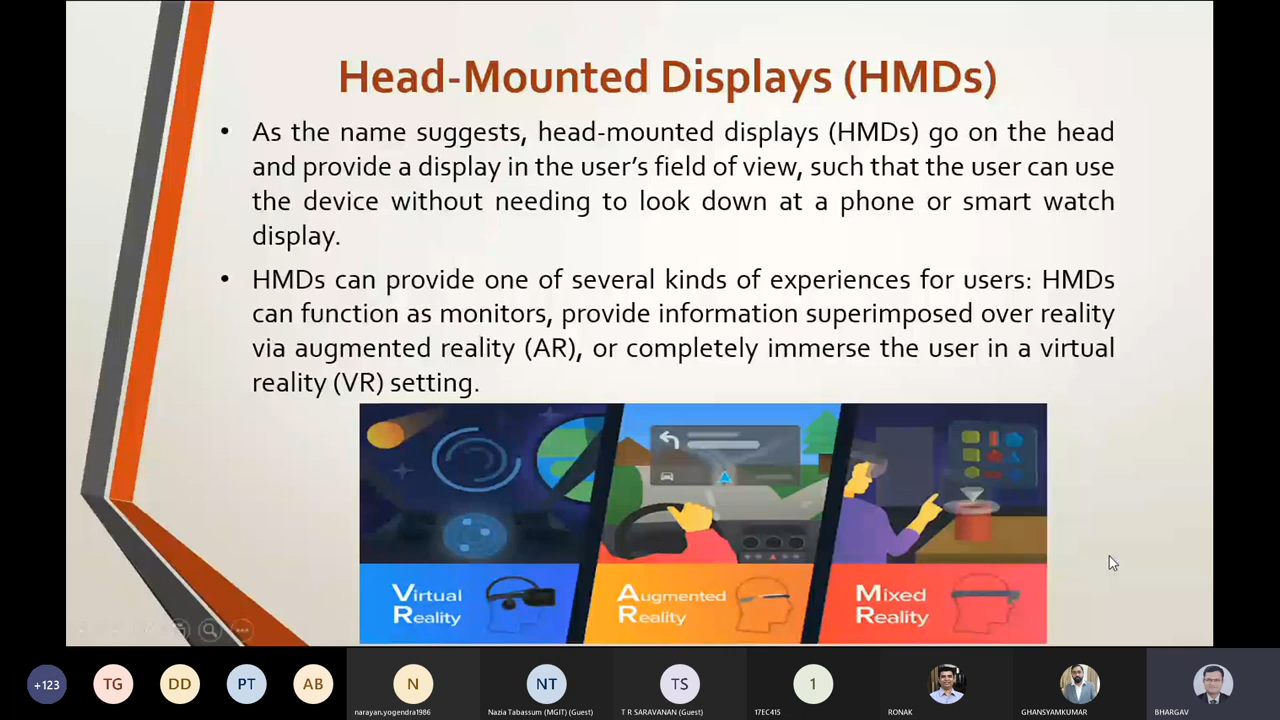 Head-Mounted Displays (HMDs)
• As the name suggests, head-mounted displays (HMDs) go on the head
and provide a display in the user’s field of view, such that the user can use
the device without needing to look down at a phone or smart watch
display.
• HMDs can provide one of several kinds of experiences for users: HMDs
can function as monitors, provide information superimposed over reality
via augmented reality (AR), or completely immerse the user in a virtual
reality (VR) setting.
Virtual
Reality
Augmented
Reality
Mixed
Reality
+123
TG
DD
PT
AB
N
NT
TS
1
narayan.yogendra1986
Nazia Tabassum (MGIT) (Guest)
T R SARAVANAN (Guest)
17EC415
RONAK
GHANSYAMKUMAR
BHARGAV